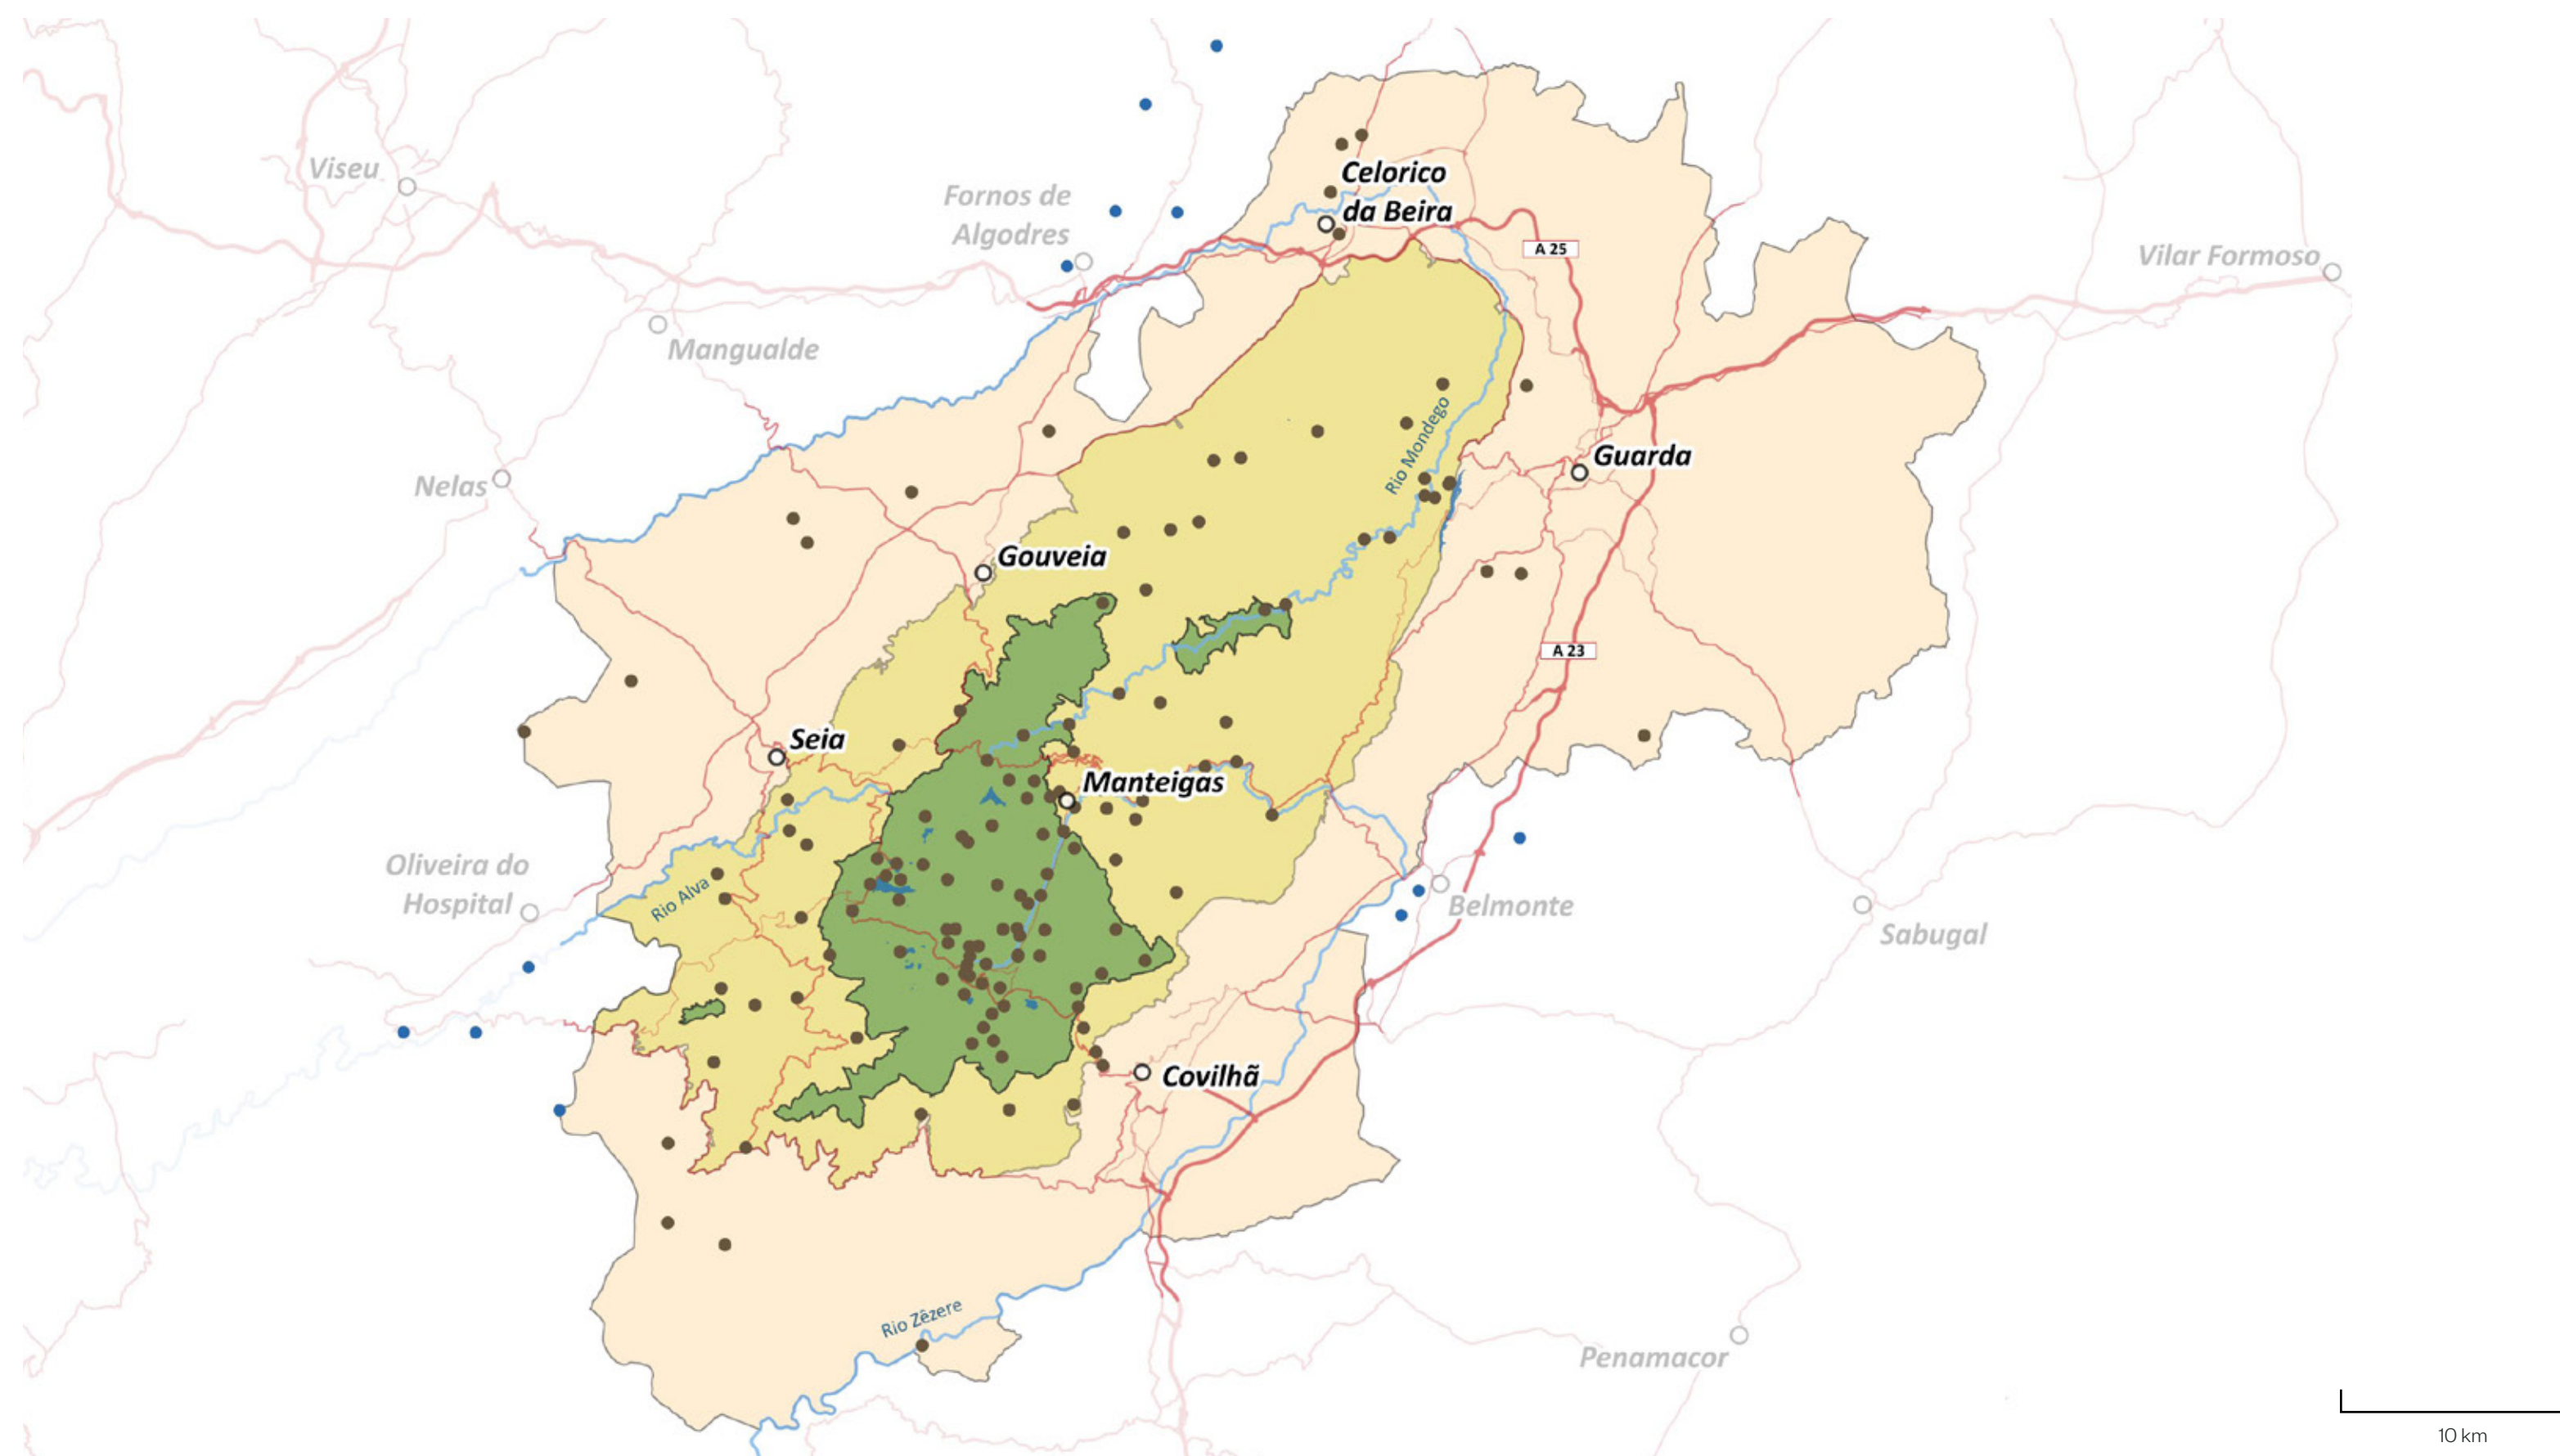 Viseu
Celorico
da Beira
Fornos de
Algodres
A 25
Vilar Formoso
Mangualde
Rio Mondego
Guarda
Nelas
Gouveia
A 23
Seia
Manteigas
Oliveira do
Hospital
Rio Alva
Belmonte
Sabugal
Covilhã
Rio Zêzere
Penamacor
10 km